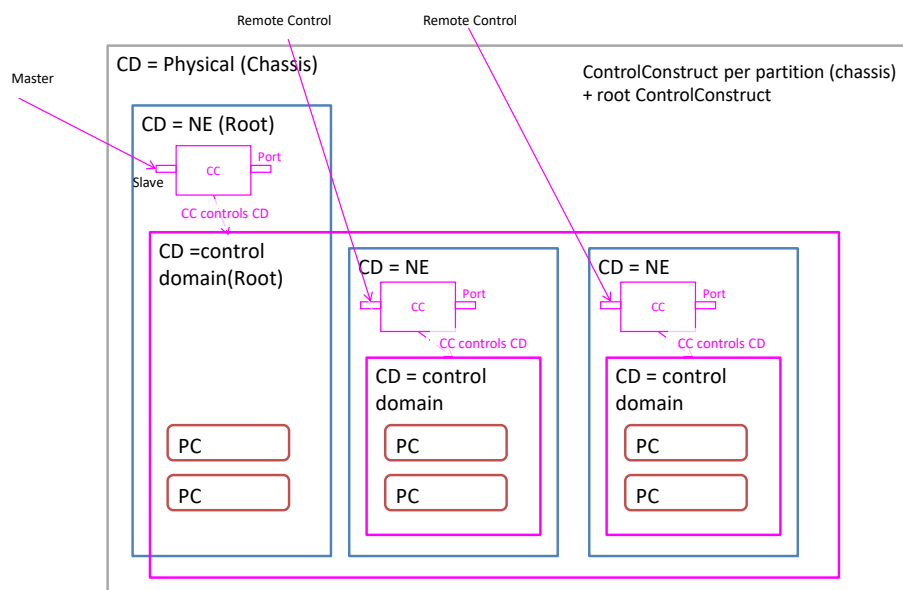 Remote Control
Remote Control
Master
CD = Physical (Chassis)
ControlConstruct per partition (chassis)
+ root ControlConstruct
CD = NE (Root)
Port
CC
Slave
CC controls CD
CD =control
domain(Root)
CD = NE
Port
CC
CC controls CD
CD = control
domain
CD = NE
Port
CC
CC controls CD
CD = control
domain
PC
PC
PC
PC
PC
PC